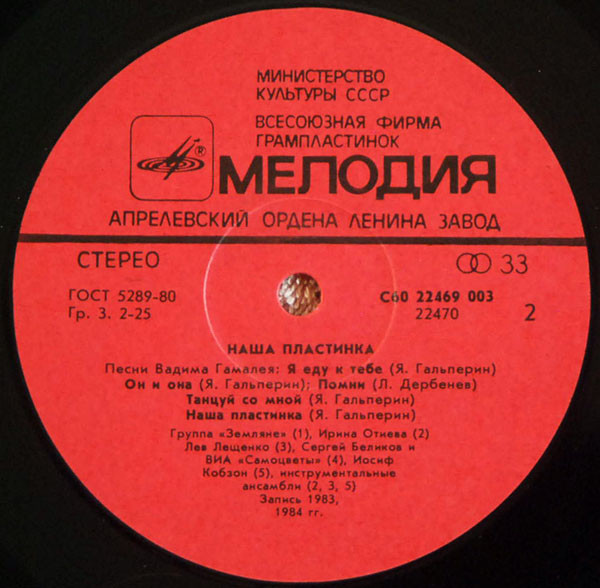 МИНИСТЕРСТВО
КУЛЬТУРЫ СССР
ВСЕСОЮЗНАЯ ФИРМА
ГРАМПЛАСТИНОК
® МЕЛОДИЯ
АПРЕЛЕВСКИЙ ОРДЕНА ЛЕНИНА ЗАВОД
СТЕРЕО 33
ГОСТ 5289-80 С60 22469 003
Гр. 3. 2-25 22470 2
НАША ПЛАСТИНКА
Песни Вадима Гамалея: Я еду к тебе (Я. Гальперин)
Он и она (Я. Гальперин); Помни (Л. Дербенев)
Танцуй со мной (Я. Гальперин)
Наша пластинка (Я. Гальперин)
Группа «Земляне» (1), Ирина Отиева (2)
Лев Лещенко (3), Сергей Беликов и
ВИА «Самоцветы» (4), Иосиф
Кобзон (5), инструментальные
ансамбли (2, 3, 5)
Запись 1983,
1984 гг.